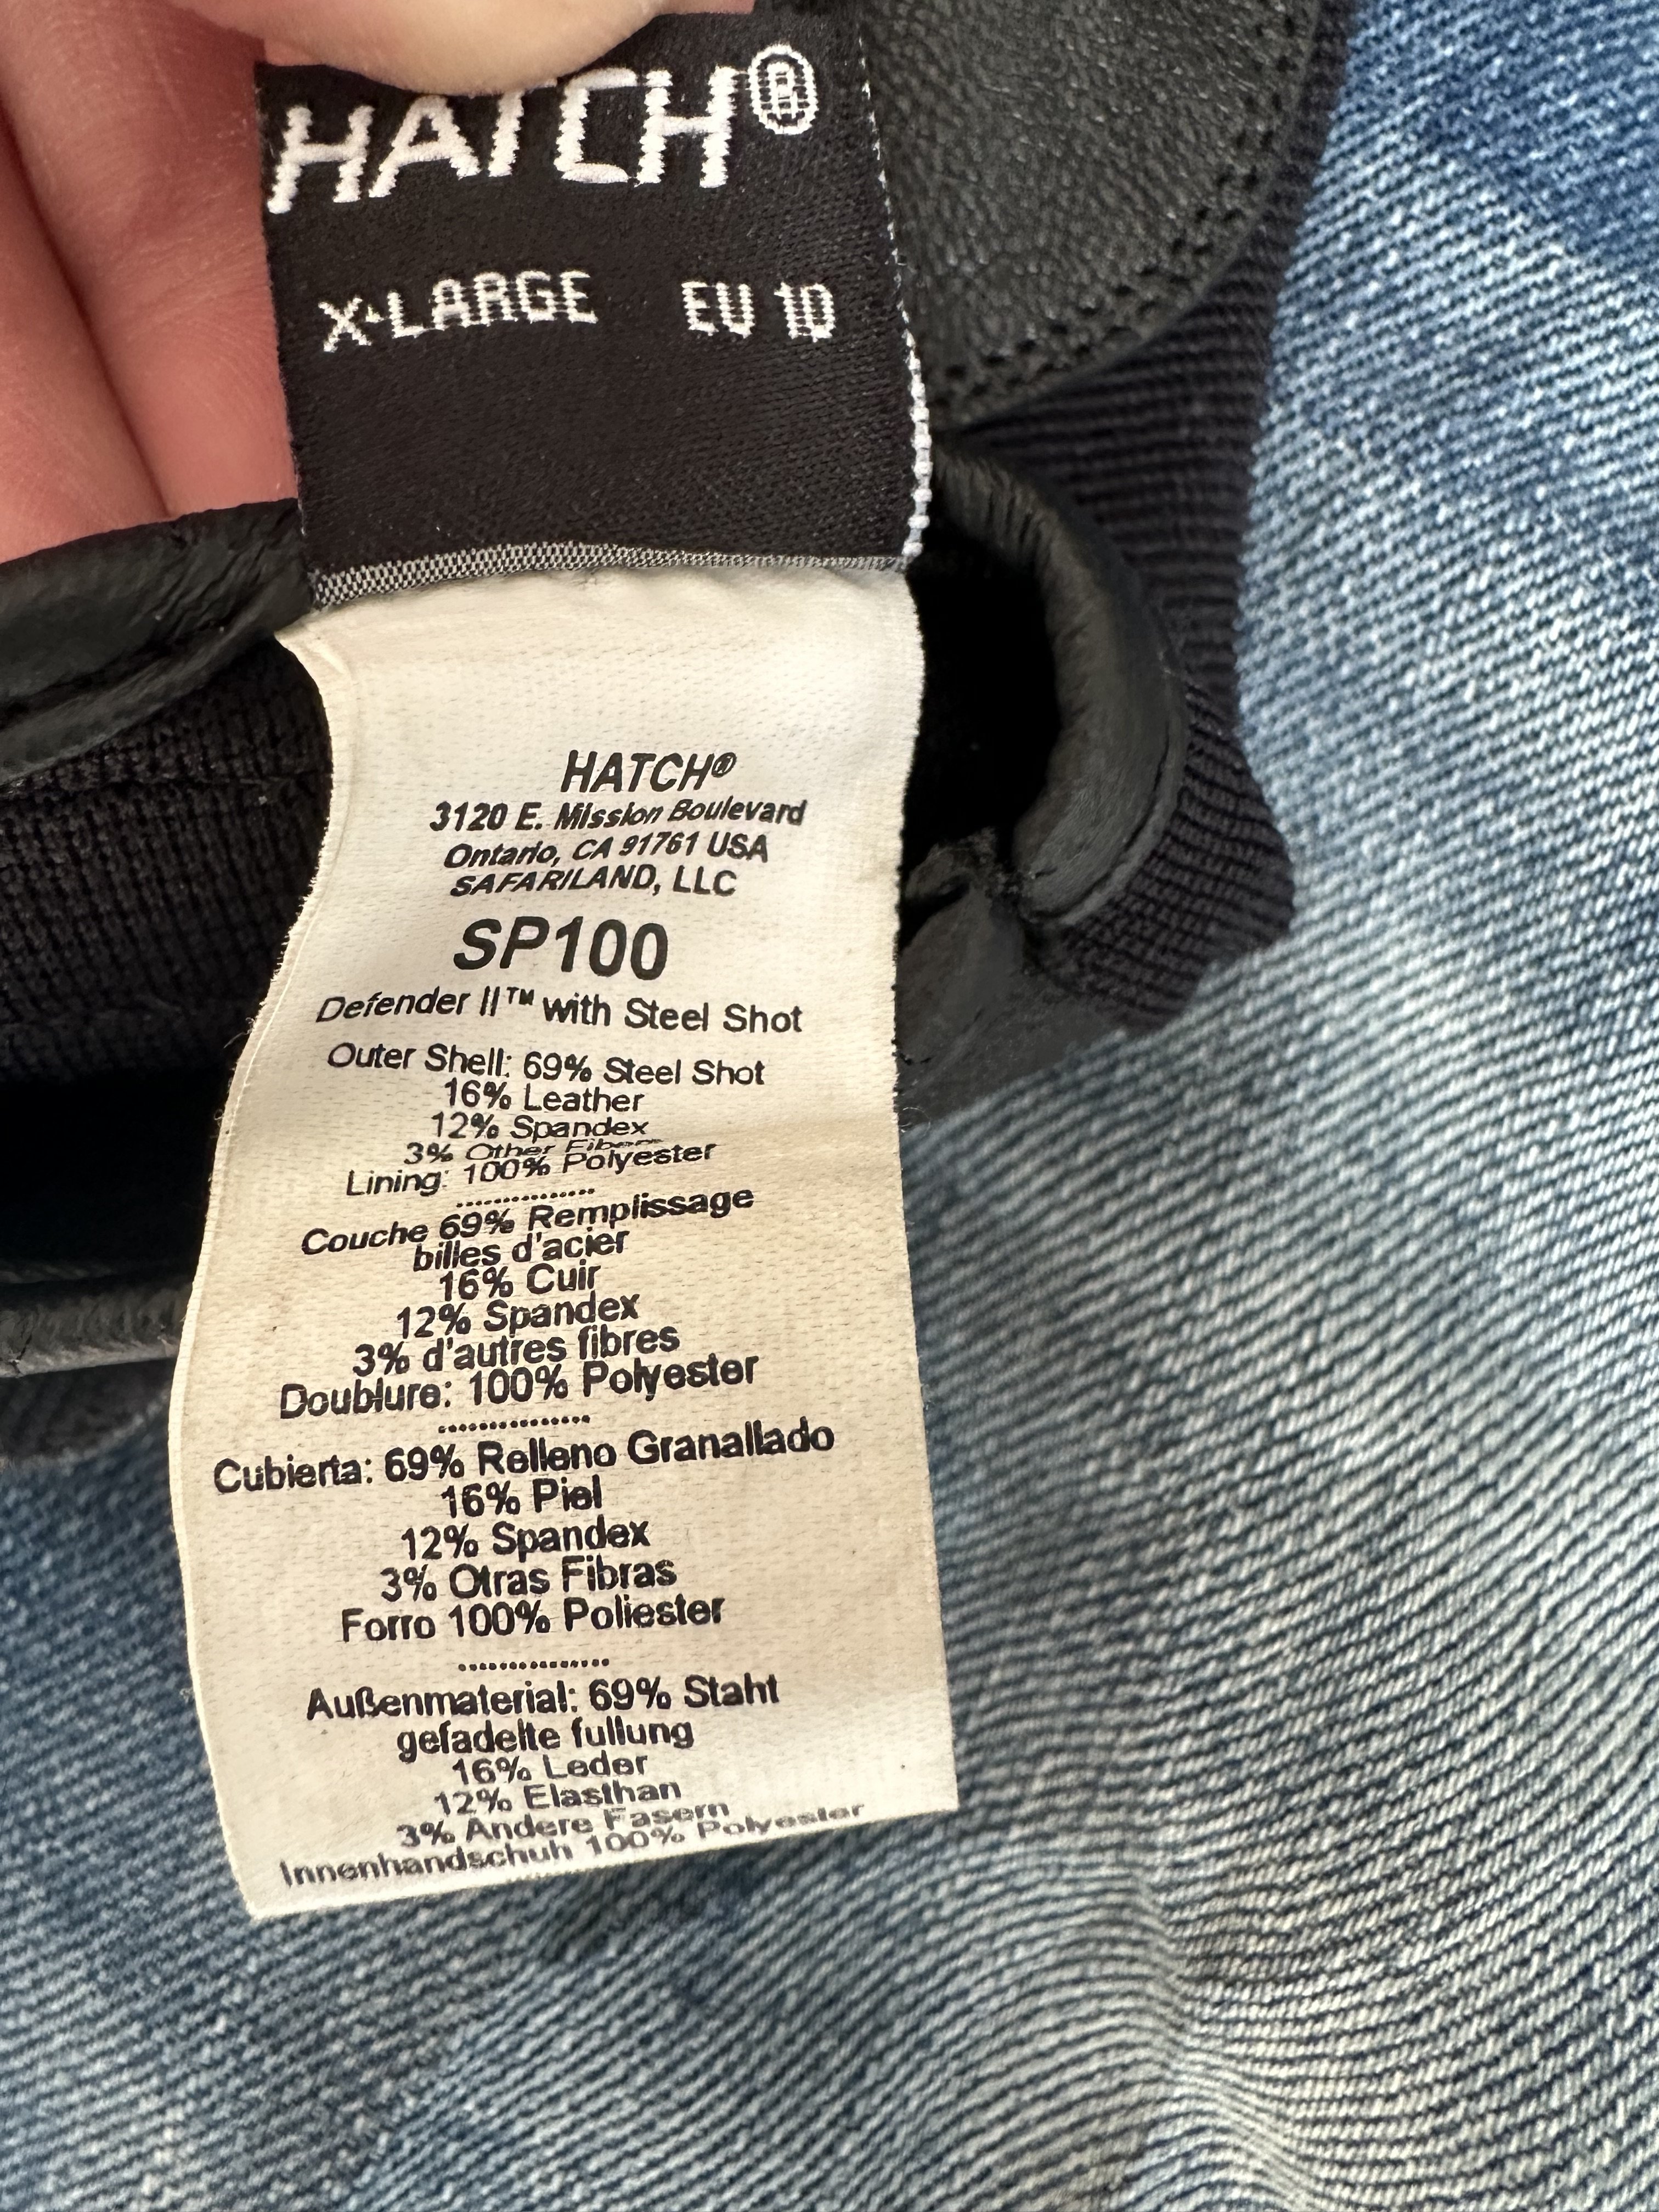 HATCH®
X-LARGE EU 10
HATCH®
3120 E. Mission Boulevard
Ontario, CA 91761 USA
SAFARILAND, LLC
SP100
Defender II™ with Steel Shot
Outer Shell: 69% Steel Shot
16% Leather
12% Spandex
3% Other Fibers
Lining: 100% Polyester
...............
Couche 69% Remplissage
billes d'acier
16% Cuir
12% Spandex
3% d'autres fibres
Doublure: 100% Polyester
...............
Cubierta: 69% Relleno Granallado
16% Piel
12% Spandex
3% Otras Fibras
Forro 100% Poliester
...............
Außenmaterial: 69% Staht
gefadelte fullung
16% Leder
12% Elasthan
3% Andere Fasern
Innenhandschuh 100% Polyester